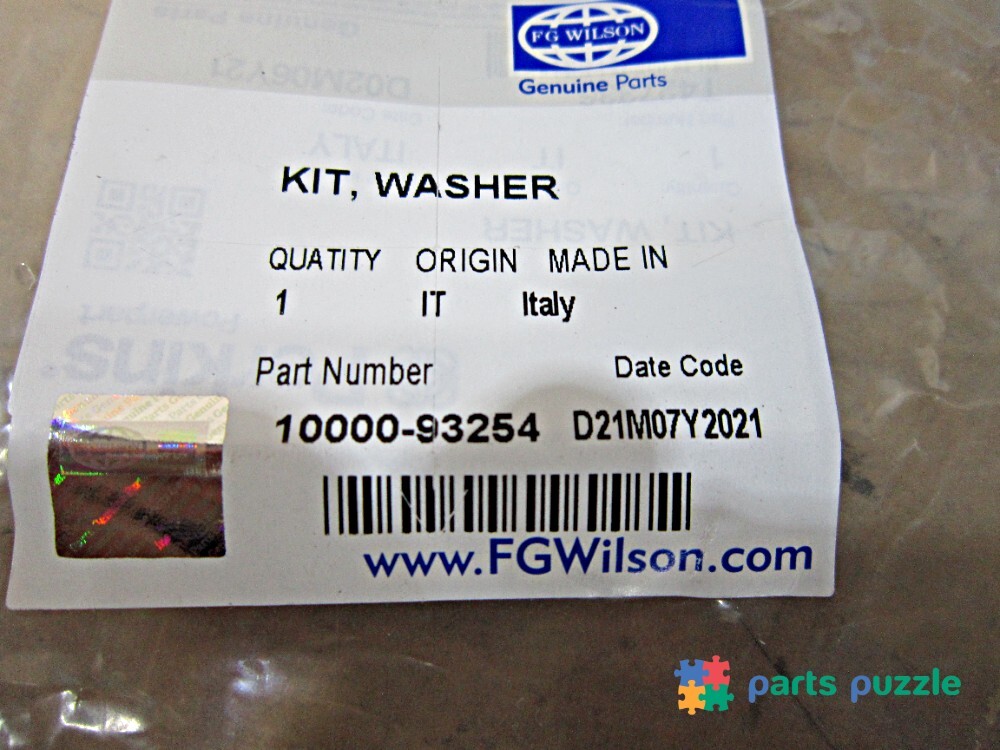 FG WILSON
Genuine Parts
KIT, WASHER
QUATITY ORIGIN MADE IN
1 IT Italy
Part Number Date Code
10000-93254 D21M07Y2021
www.FGWilson.com
parts puzzle